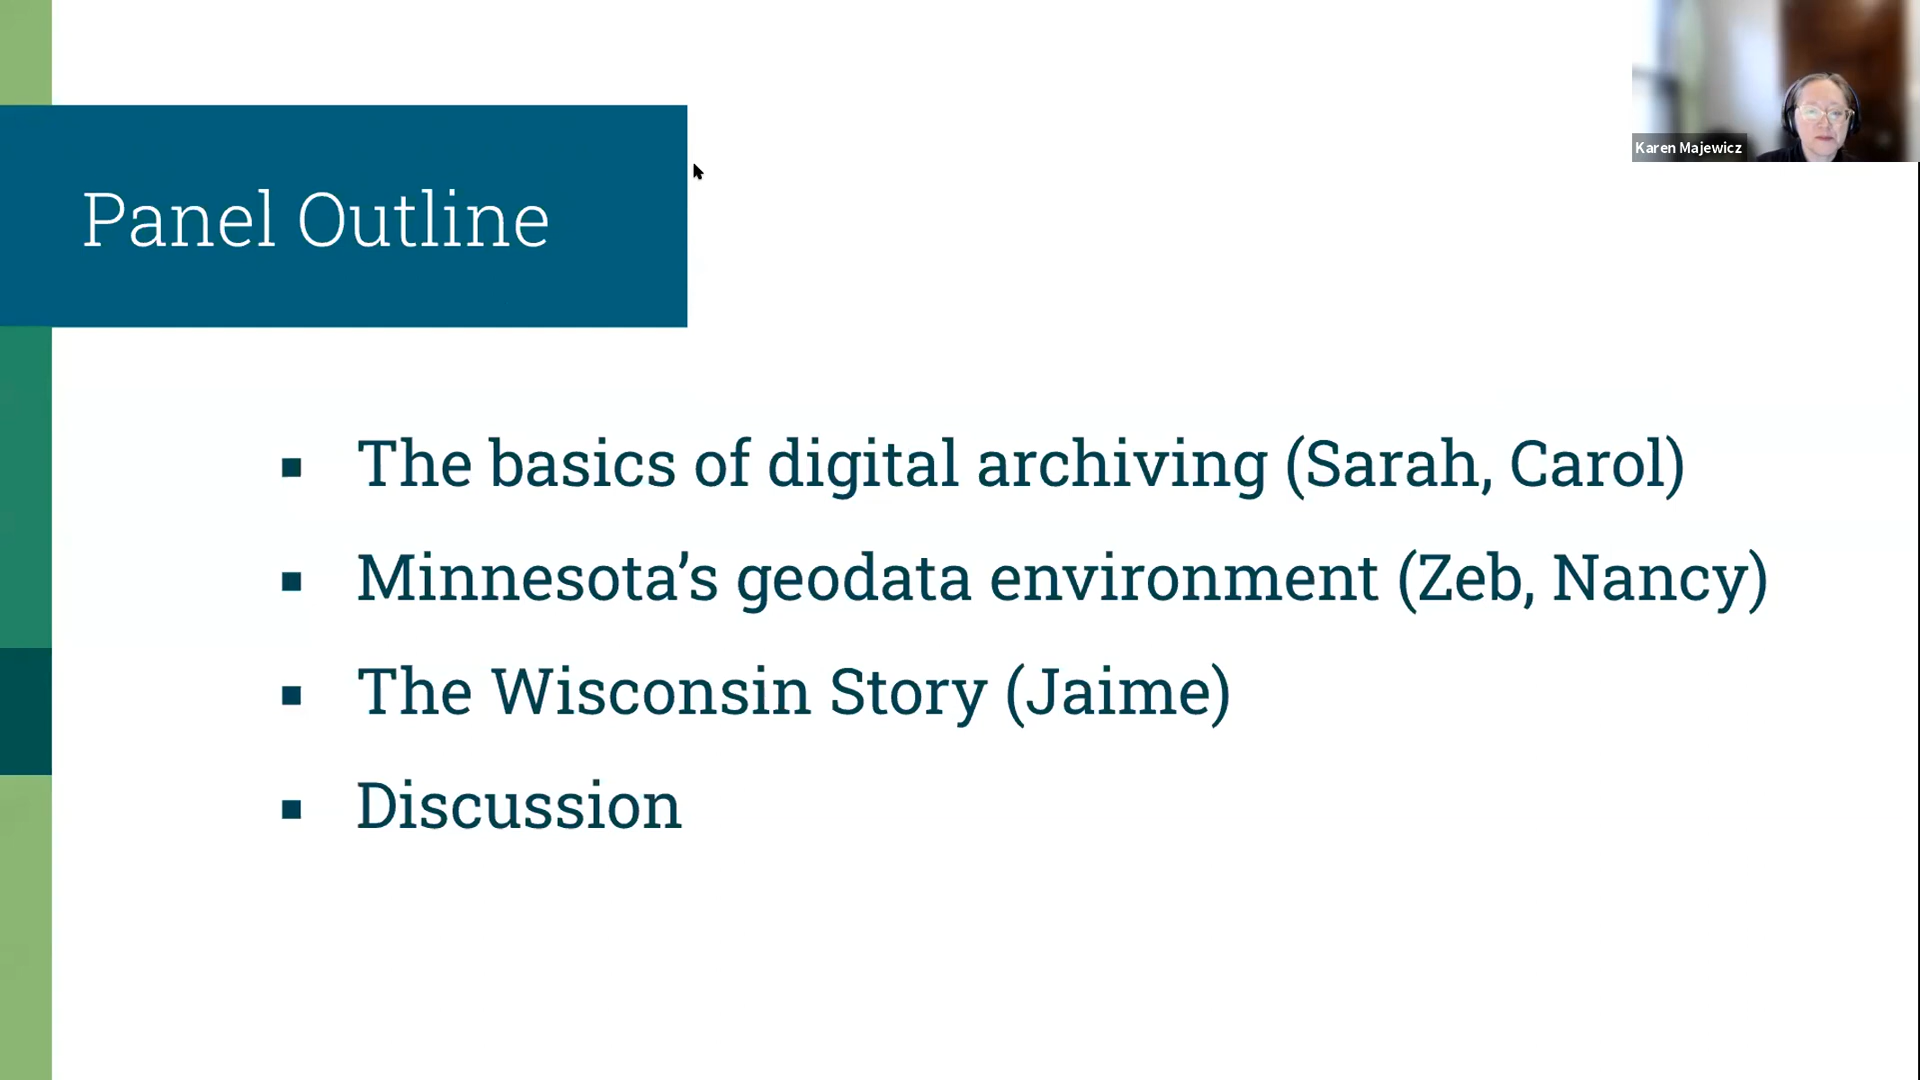 Karen Majewicz
Panel Outline
The basics of digital archiving (Sarah, Carol)
Minnesota’s geodata environment (Zeb, Nancy)
The Wisconsin Story (Jaime)
Discussion